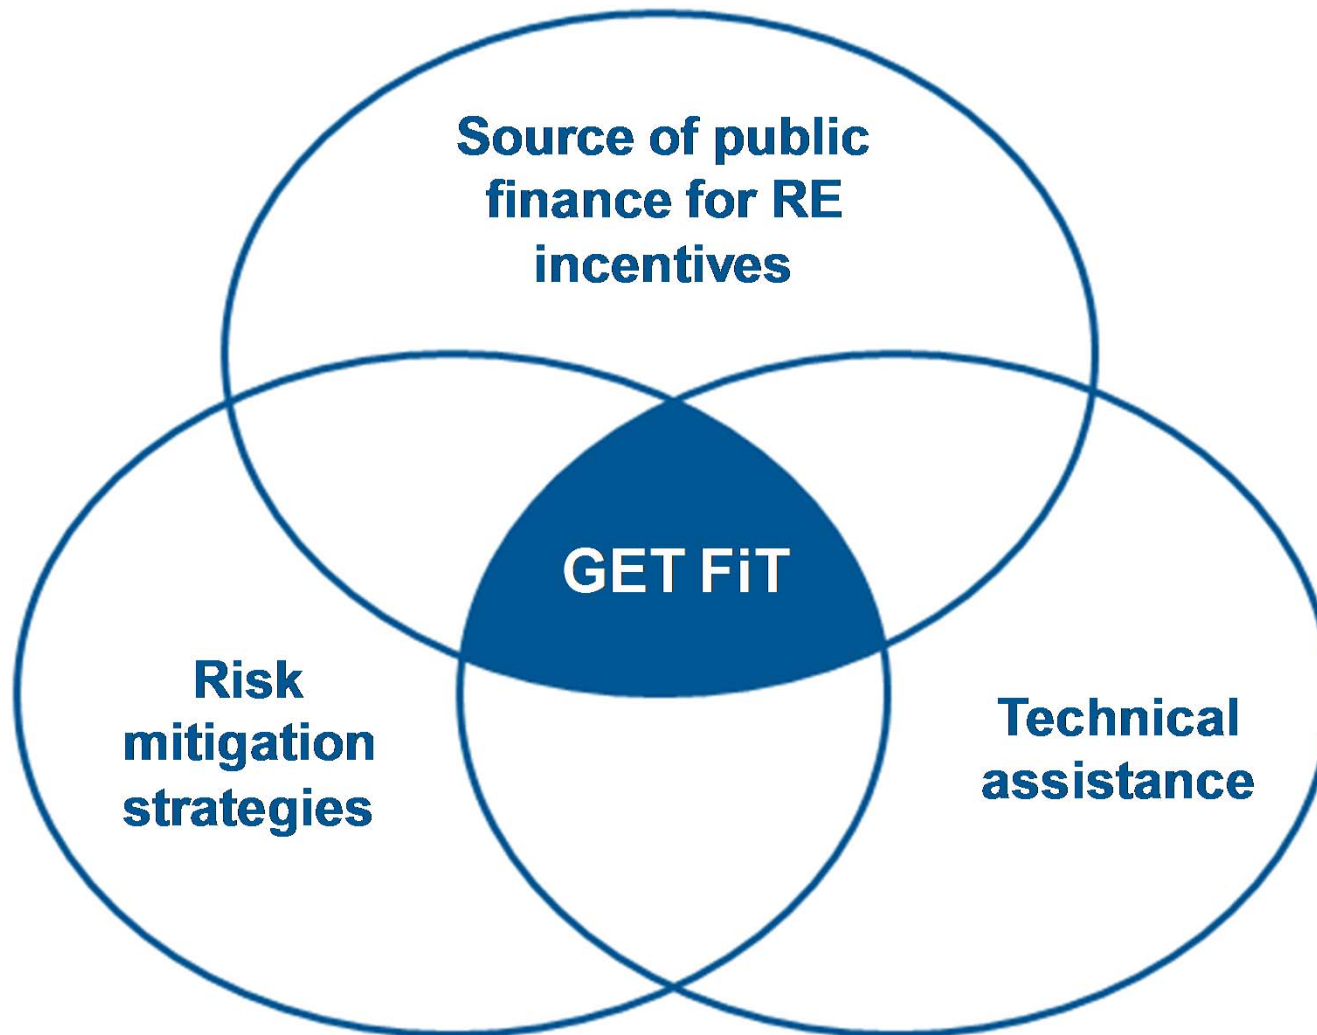 Source of public
finance for RE
incentives
GET FiT
Risk
mitigation
strategies
Technical
assistance